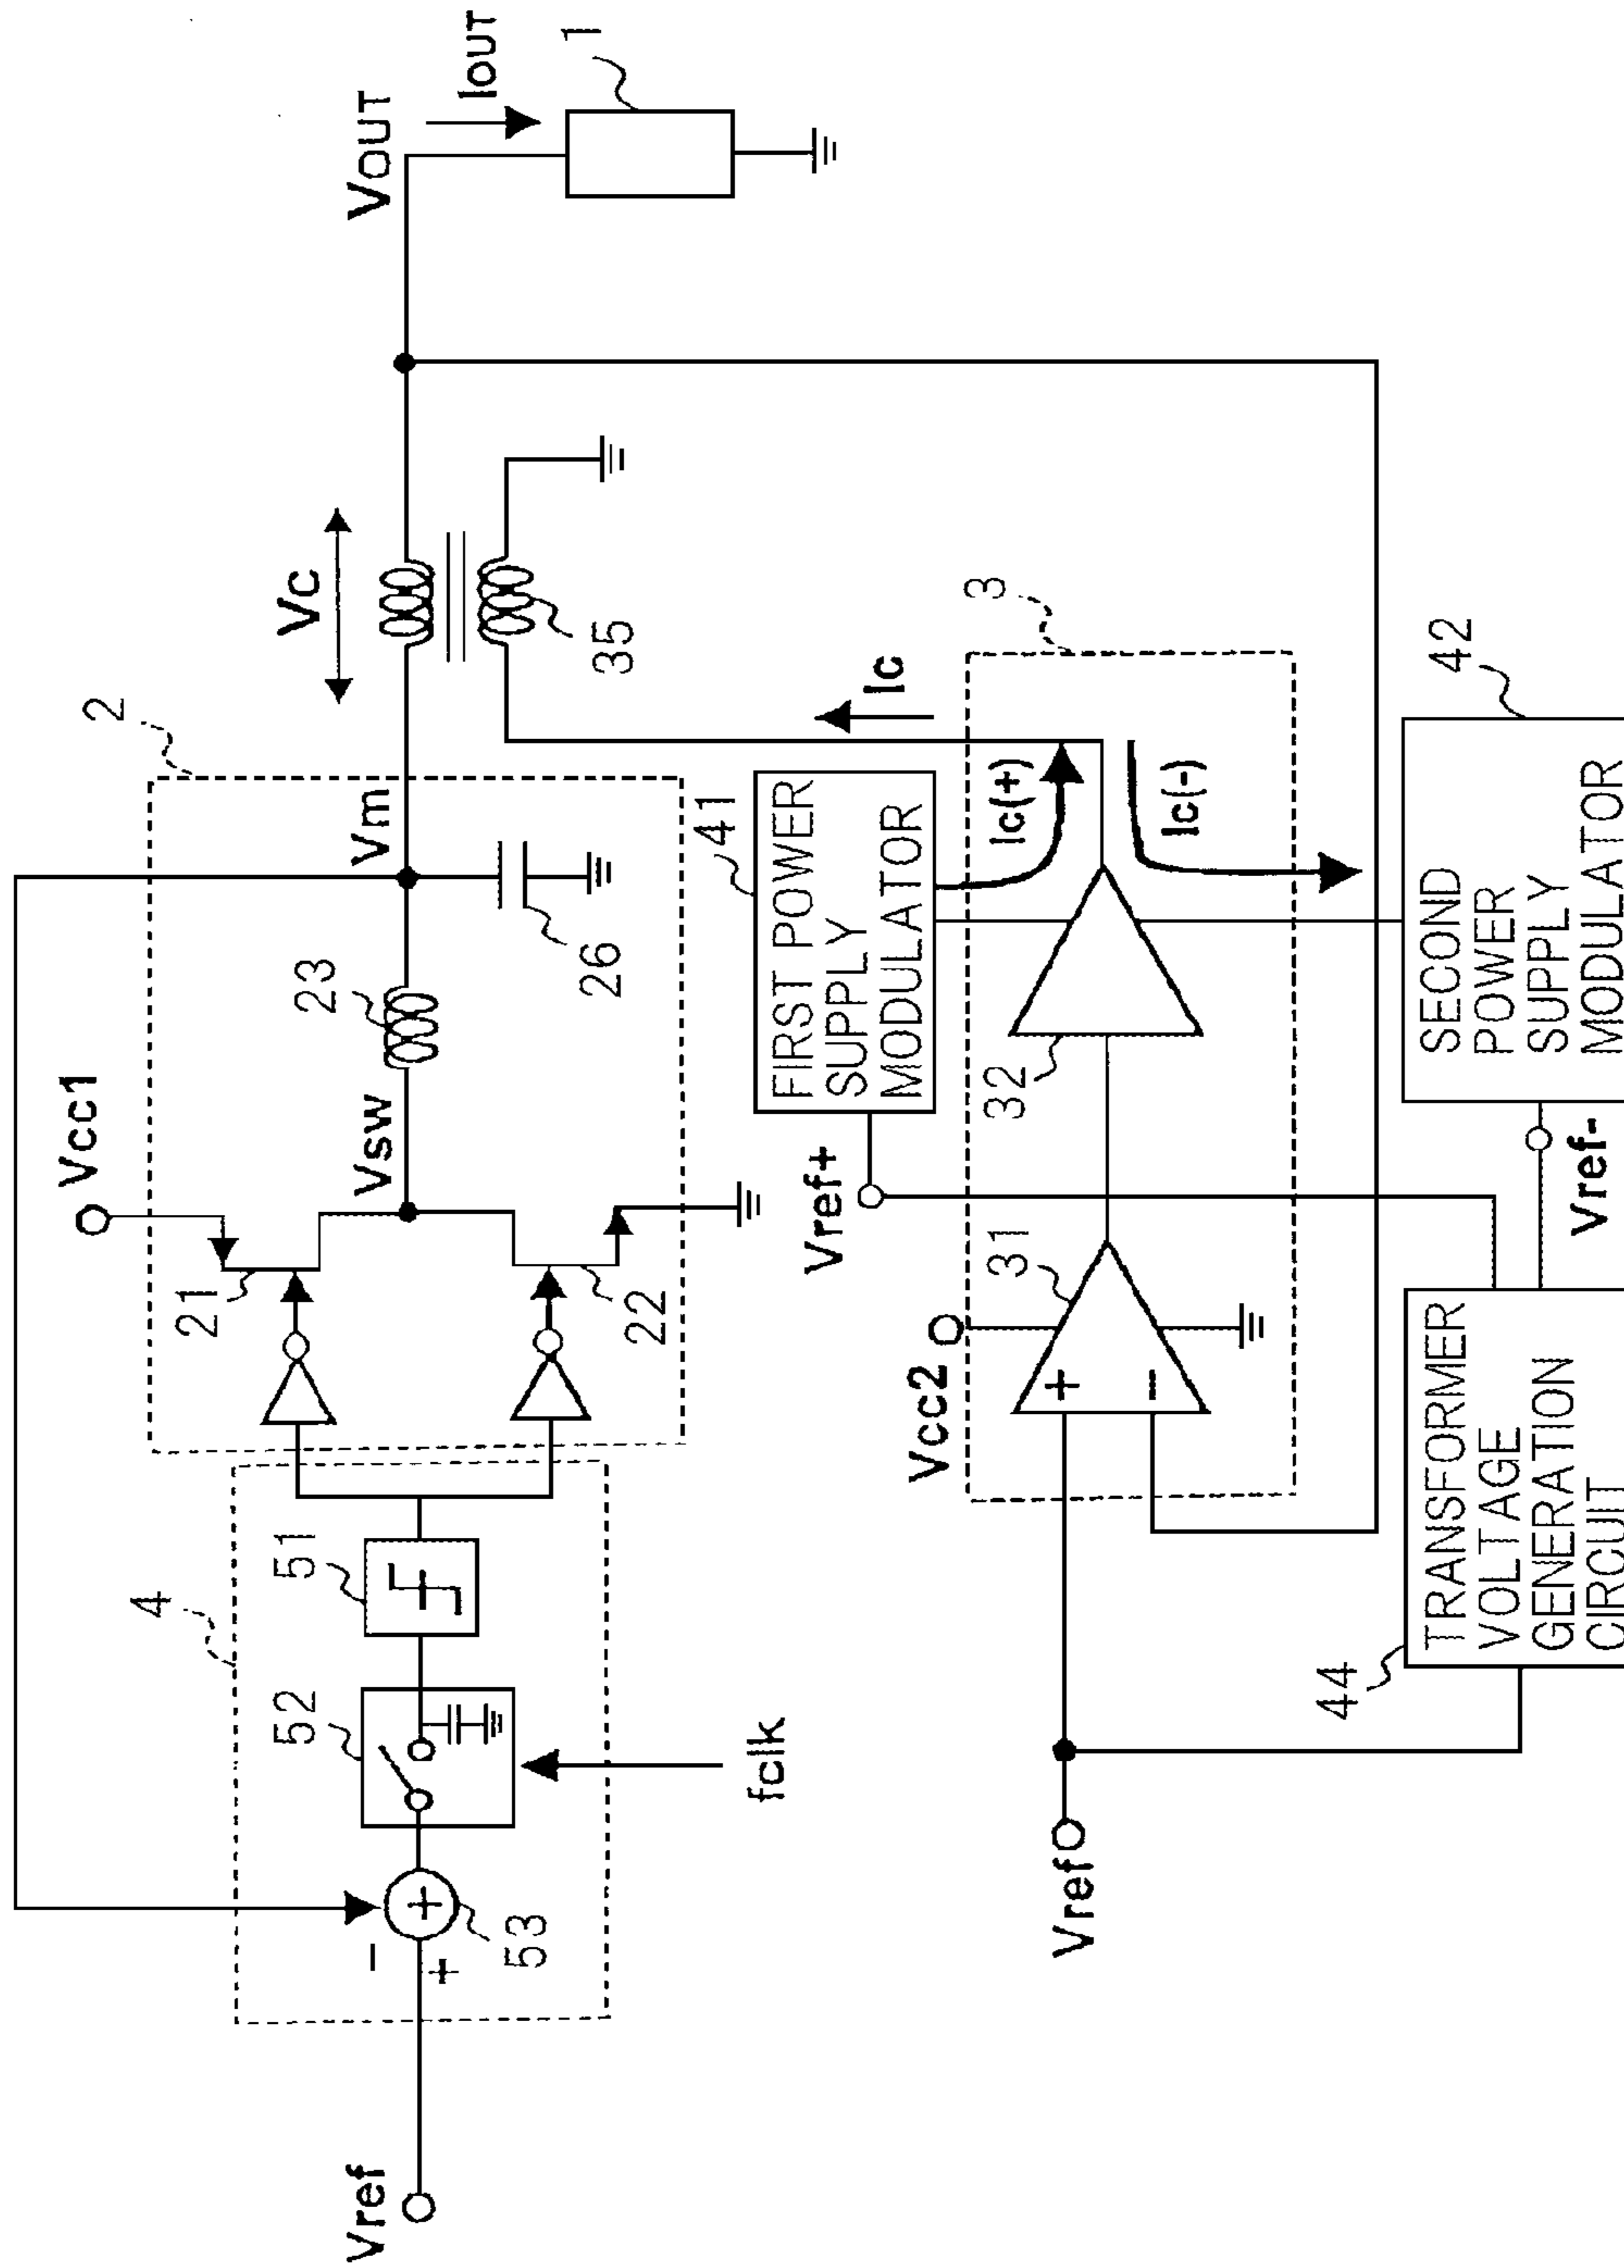 Vcc1
2
Vc
VOUT
IOUT
1
21
22
Vsw
23
Vm
26
35
4
51
52
53
−
+
Vref
fclk
FIRST POWER
SUPPLY
MODULATOR
41
Ic
3
Ic(+)
Ic(-)
Vref+
Vcc2
31
+
−
32
Vref
44
TRANSFORMER
VOLTAGE
GENERATION
CIRCUIT
Vref-
SECOND
POWER
SUPPLY
MODULATOR
42